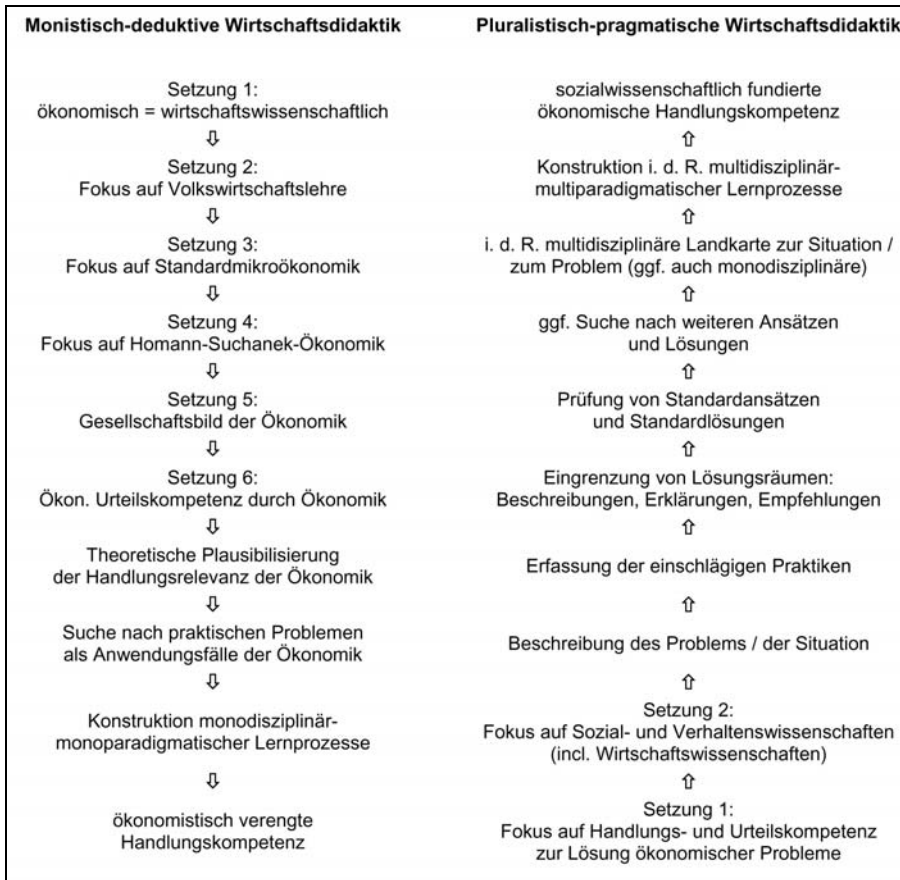 Monistisch-deduktive Wirtschaftsdidaktik
Setzung 1:
ökonomisch = wirtschaftswissenschaftlich
⇩
Setzung 2:
Fokus auf Volkswirtschaftslehre
⇩
Setzung 3:
Fokus auf Standardmikroökonomik
⇩
Setzung 4:
Fokus auf Homann-Suchanek-Ökonomik
⇩
Setzung 5:
Gesellschaftsbild der Ökonomik
⇩
Setzung 6:
Ökon. Urteilskompetenz durch Ökonomik
⇩
Theoretische Plausibilisierung
der Handlungsrelevanz der Ökonomik
⇩
Suche nach praktischen Problemen
als Anwendungsfälle der Ökonomik
⇩
Konstruktion monodisziplinär-
monoparadigmatischer Lernprozesse
⇩
ökonomistisch verengte
Handlungskompetenz
Pluralistisch-pragmatische Wirtschaftsdidaktik
sozialwissenschaftlich fundierte
ökonomische Handlungskompetenz
⇧
Konstruktion i. d. R. multidisziplinär-
multiparadigmatischer Lernprozesse
⇧
i. d. R. multidisziplinäre Landkarte zur Situation /
zum Problem (ggf. auch monodisziplinäre)
⇧
ggf. Suche nach weiteren Ansätzen
und Lösungen
⇧
Prüfung von Standardansätzen
und Standardlösungen
⇧
Eingrenzung von Lösungsräumen:
Beschreibungen, Erklärungen, Empfehlungen
⇧
Erfassung der einschlägigen Praktiken
⇧
Beschreibung des Problems / der Situation
⇧
Setzung 2:
Fokus auf Sozial- und Verhaltenswissenschaften
(incl. Wirtschaftswissenschaften)
⇧
Setzung 1:
Fokus auf Handlungs- und Urteilskompetenz
zur Lösung ökonomischer Probleme